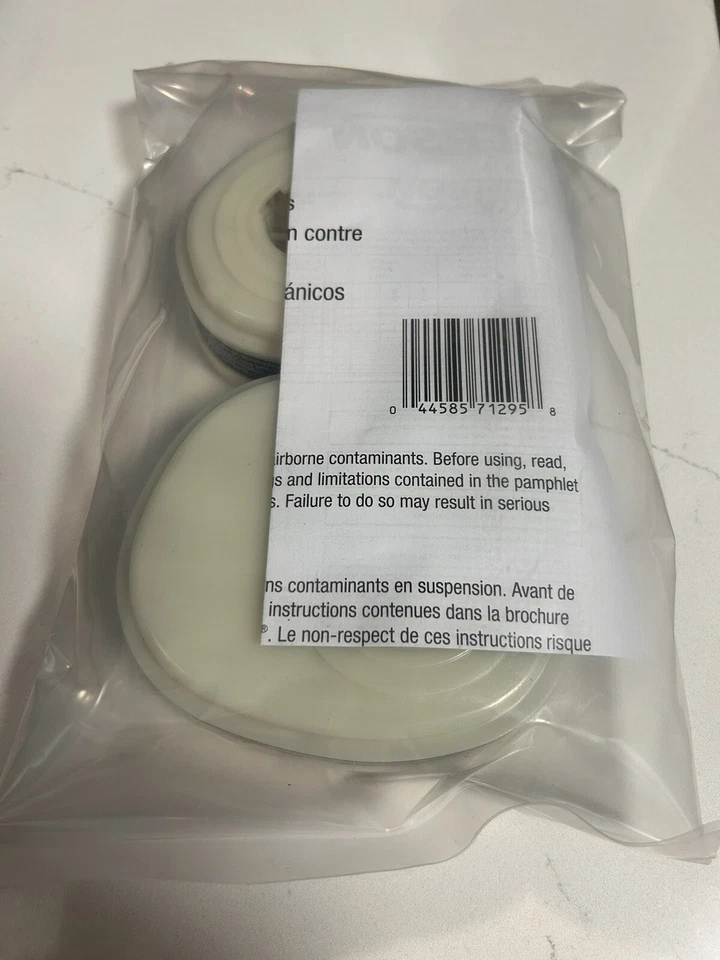 s
n contre
ánicos
0 44585 71295 8
irborne contaminants. Before using, read,
s and limitations contained in the pamphlet
s. Failure to do so may result in serious
ns contaminants en suspension. Avant de
instructions contenues dans la brochure
®. Le non-respect de ces instructions risque